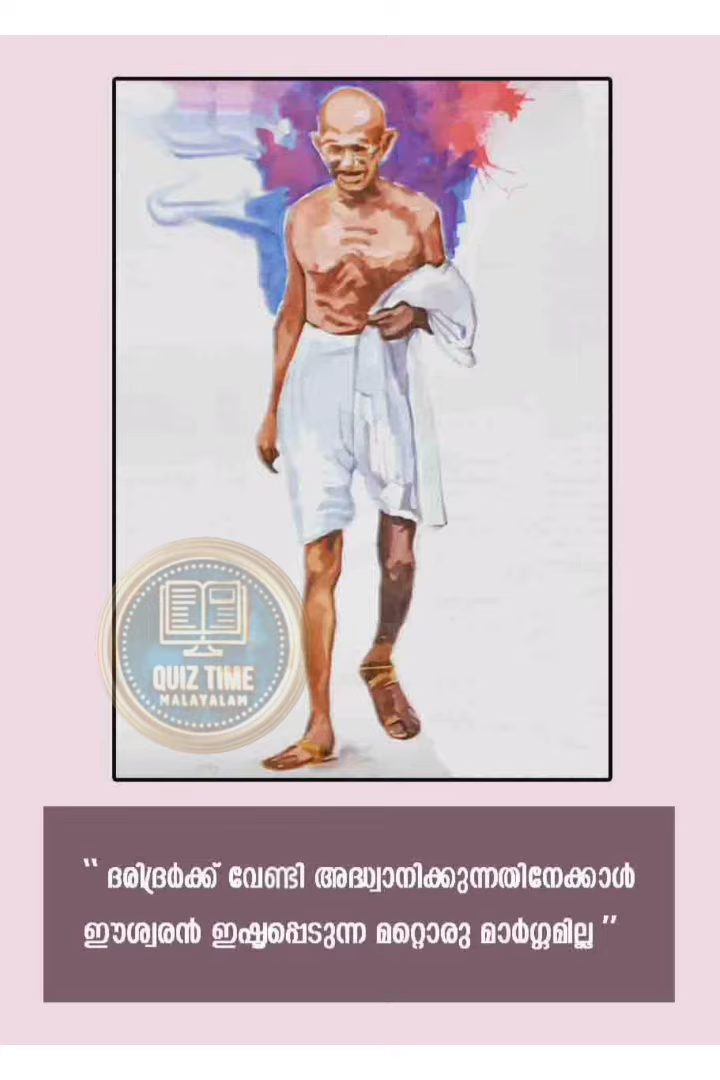 QUIZ TIME
MALAYALAM
“ ദരിദ്രർക്ക് വേണ്ടി അദ്ധ്വാനിക്കുന്നതിനേക്കാൾ
ഈശ്വരൻ ഇഷ്ടപ്പെടുന്ന മറ്റൊരു മാർഗ്ഗമില്ല ”